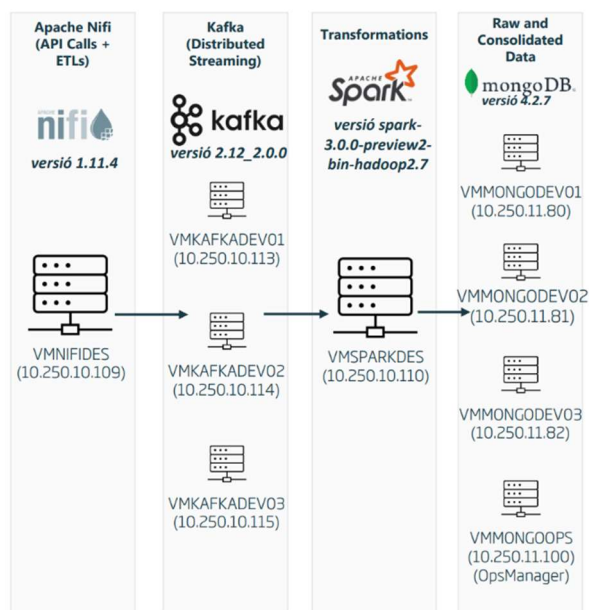 Apache Nifi
(API Calls +
ETLs)
nifi
versió 1.11.4
VMNIFIDES
(10.250.10.109)
Kafka
(Distributed
Streaming)
kafka
versió 2.12_2.0.0
VMKAFKADEV01
(10.250.10.113)
VMKAFKADEV02
(10.250.10.114)
VMKAFKADEV03
(10.250.10.115)
Transformations
APACHE
Spark
versió spark-
3.0.0-preview2-
bin-hadoop2.7
VMSPARKDES
(10.250.10.110)
Raw and
Consolidated
Data
mongoDB
versió 4.2.7
VMMONGODEV01
(10.250.11.80)
VMMONGODEV02
(10.250.11.81)
VMMONGODEV03
(10.250.11.82)
VMMONGOOPS
(10.250.11.100)
(OpsManager)